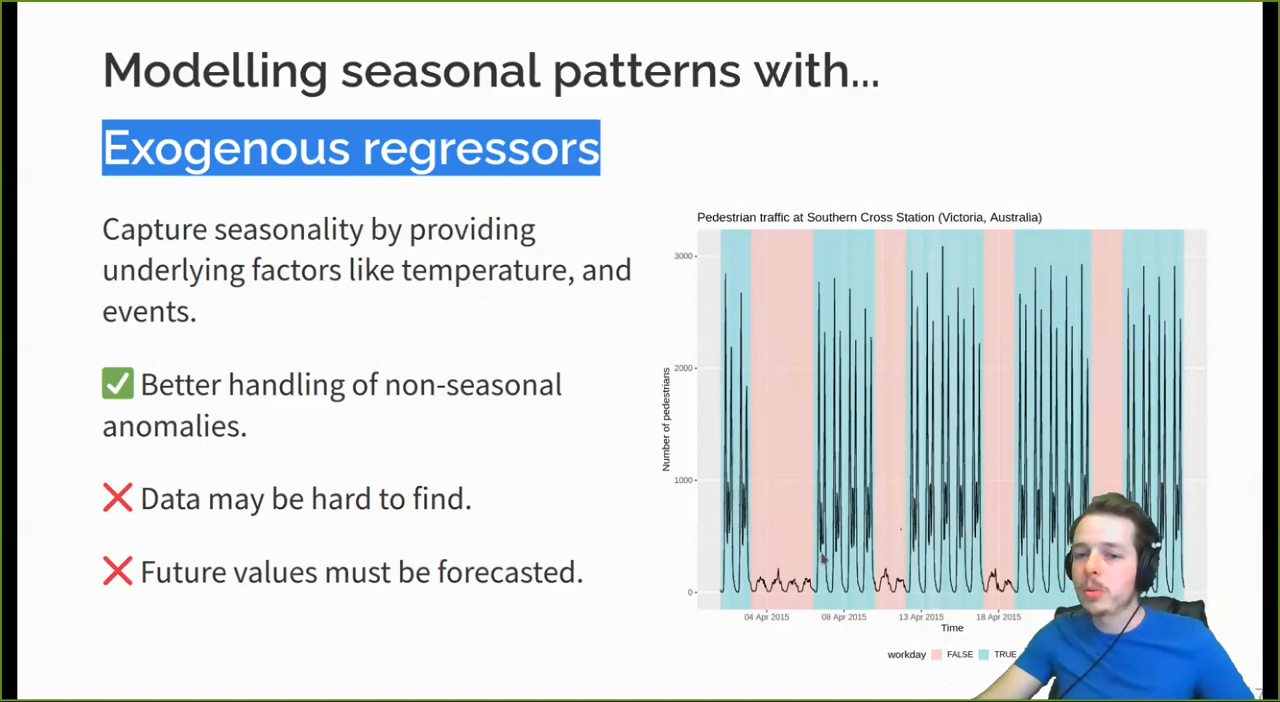 Modelling seasonal patterns with...
Exogenous regressors
Capture seasonality by providing
underlying factors like temperature, and
events.
✅ Better handling of non-seasonal
anomalies.
❌ Data may be hard to find.
❌ Future values must be forecasted.
Pedestrian traffic at Southern Cross Station (Victoria, Australia)
Number of pedestrians
3000
2000
1000
0
04 Apr 2015 08 Apr 2015 13 Apr 2015 18 Apr 2015
Time
workday FALSE TRUE